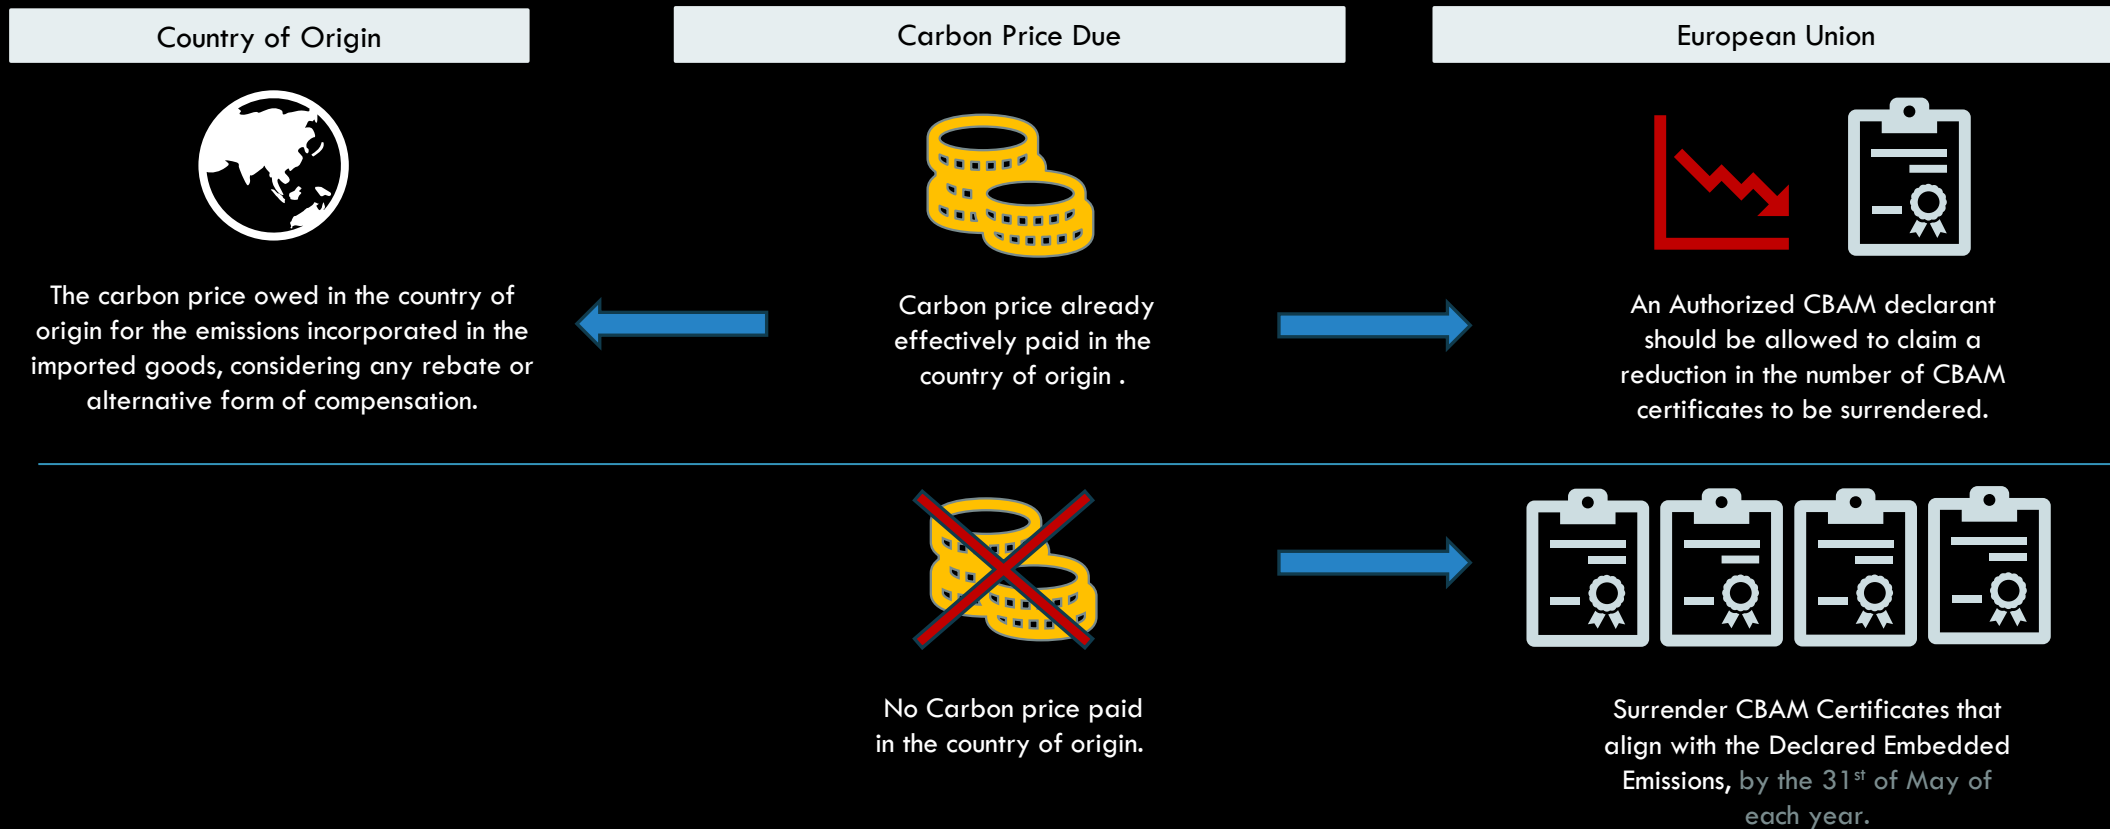 Country of Origin
Carbon Price Due
European Union
The carbon price owed in the country of
origin for the emissions incorporated in the
imported goods, considering any rebate or
alternative form of compensation.
Carbon price already
effectively paid in the
country of origin .
An Authorized CBAM declarant
should be allowed to claim a
reduction in the number of CBAM
certificates to be surrendered.
No Carbon price paid
in the country of origin.
Surrender CBAM Certificates that
align with the Declared Embedded
Emissions, by the 31st of May of
each year.